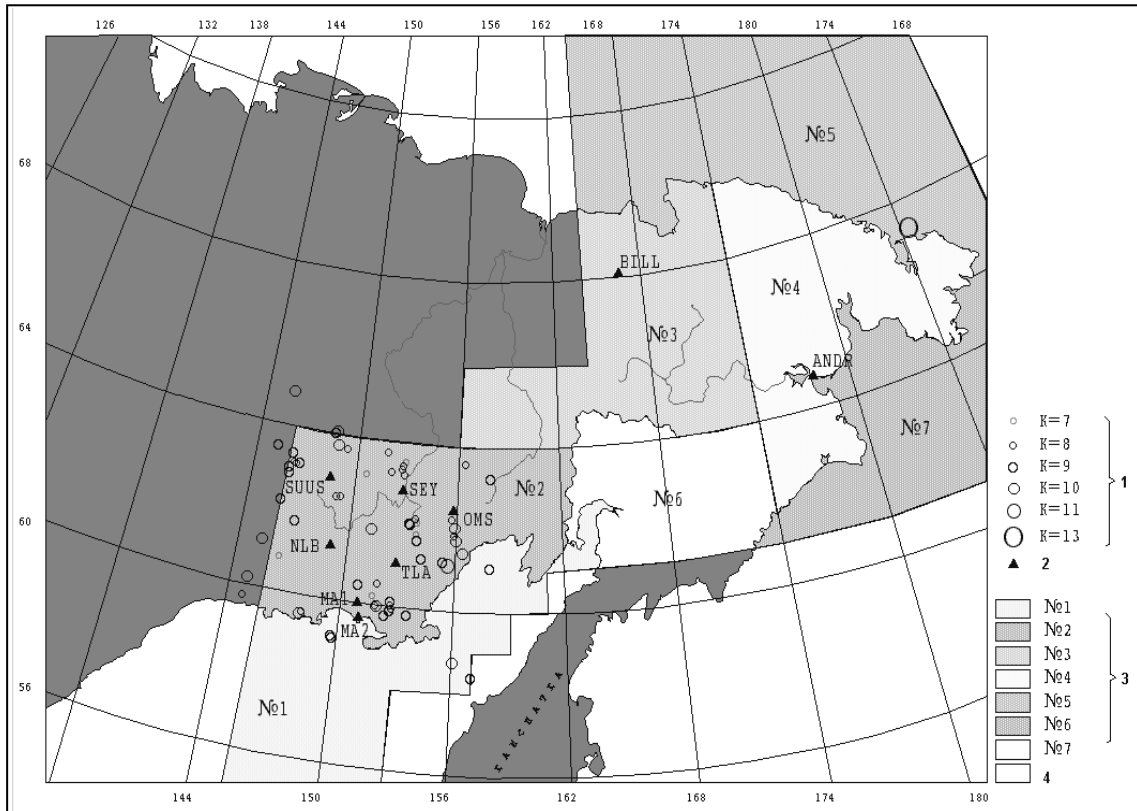 126 132 138 144 150 156 162 168 174 174 168 180
68
№5
BILL
№4
64
№3
ANDR
№7
K=7
K=8
SUUS
SEY
№2
K=9
1
№6
K=10
OMS
60
K=11
NLB
K=13
TLA
2
MA1
№1
MA2
№2
№3
№4
3
56
№1
KAMCHATKA
№5
№6
№7
4
144 150 156 162 168 174 180